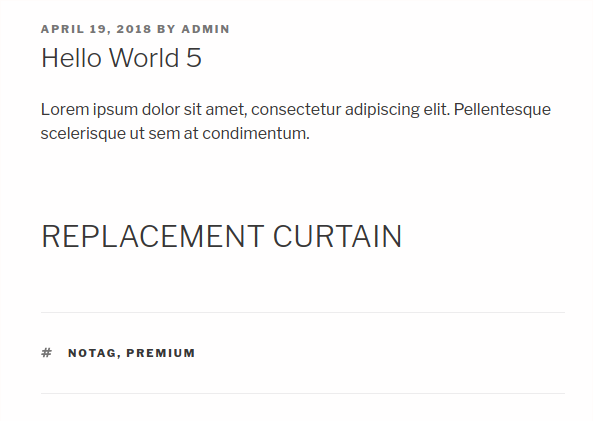 APRIL 19, 2018 BY ADMIN
Hello World 5
Lorem ipsum dolor sit amet, consectetur adipiscing elit. Pellentesque
scelerisque ut sem at condimentum.
REPLACEMENT CURTAIN
# NOTAG, PREMIUM